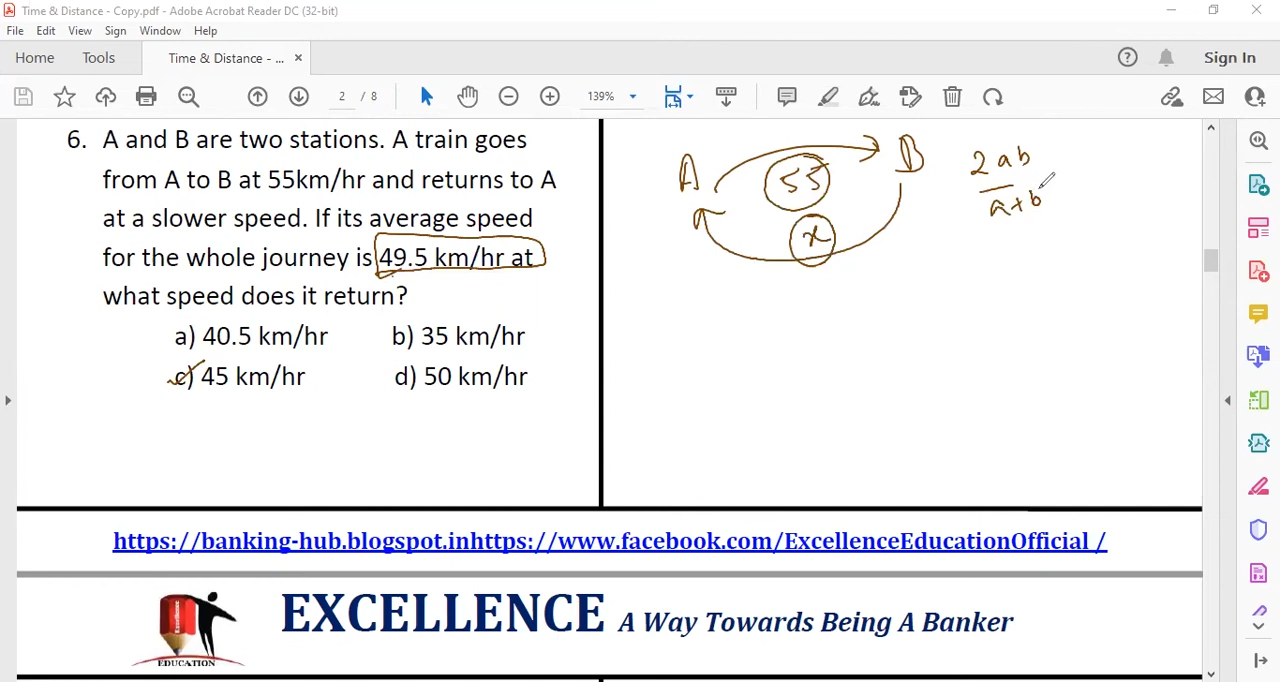 Time & Distance - Copy.pdf - Adobe Acrobat Reader DC (32-bit)
File Edit View Sign Window Help
Home Tools Time & Distance - ... × Sign In
2 / 8 139%
6. A and B are two stations. A train goes
from A to B at 55km/hr and returns to A
at a slower speed. If its average speed
for the whole journey is 49.5 km/hr at
what speed does it return?
a) 40.5 km/hr b) 35 km/hr
c) 45 km/hr d) 50 km/hr
A 55 B
x
2ab
a+b
https://banking-hub.blogspot.inhttps://www.facebook.com/ExcellenceEducationOfficial /
Excellence
EDUCATION
EXCELLENCE A Way Towards Being A Banker